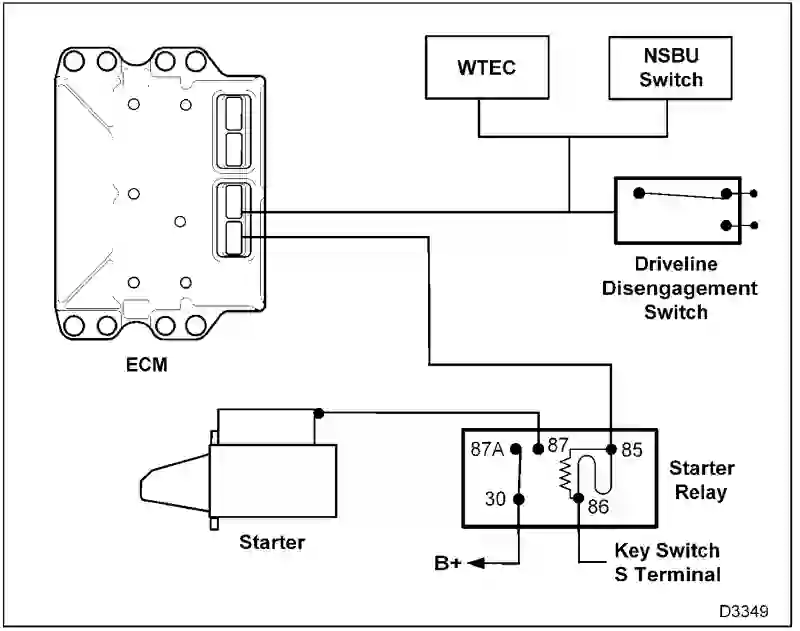 WTEC
NSBU
Switch
Driveline
Disengagement
Switch
ECM
87A
87
85
30
86
Starter
Relay
Starter
B+
Key Switch
S Terminal
D3349